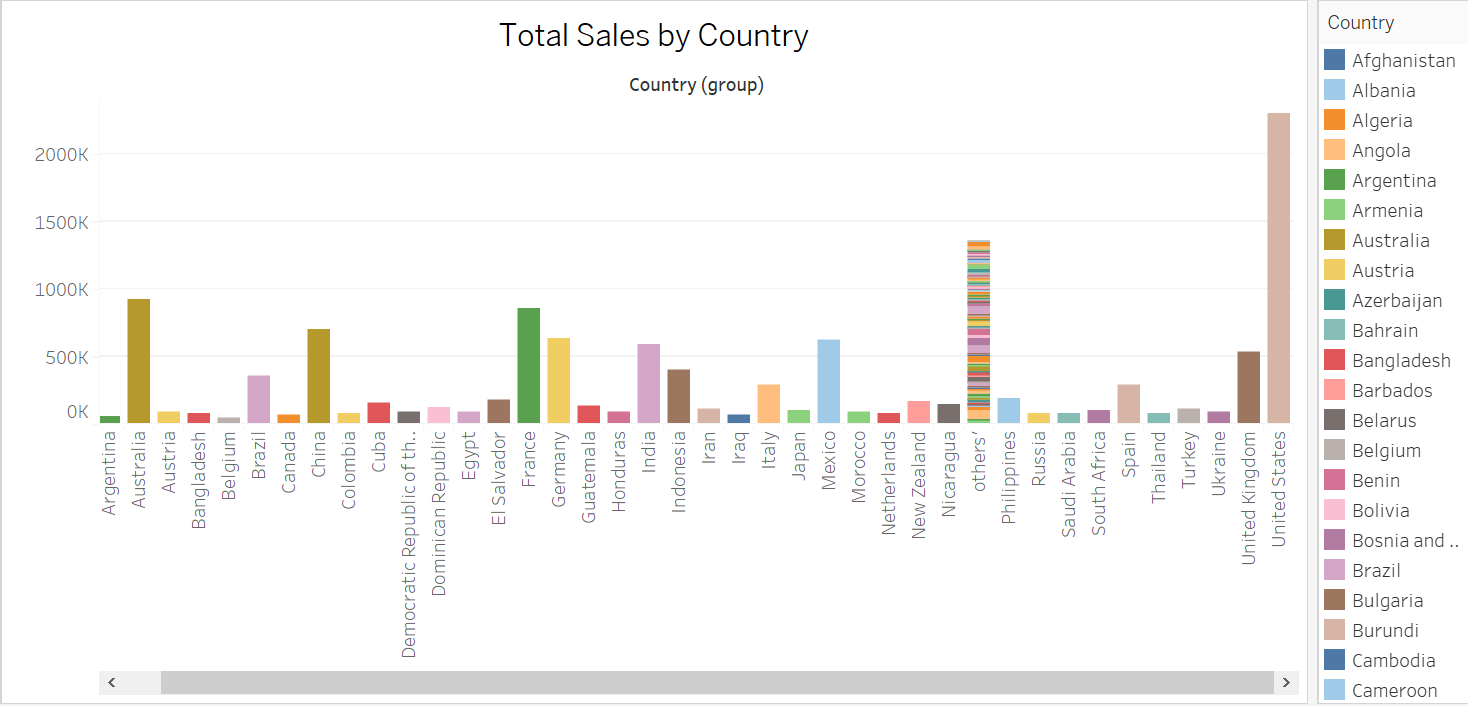 Total Sales by Country
Country (group)
2000K
1500K
1000K
500K
0K
Argentina
Australia
Austria
Bangladesh
Belgium
Brazil
Canada
China
Colombia
Cuba
Democratic Republic of th..
Dominican Republic
Egypt
El Salvador
France
Germany
Guatemala
Honduras
India
Indonesia
Iran
Iraq
Italy
Japan
Mexico
Morocco
Netherlands
New Zealand
Nicaragua
others'
Philippines
Russia
Saudi Arabia
South Africa
Spain
Thailand
Turkey
Ukraine
United Kingdom
United States
Country
Afghanistan
Albania
Algeria
Angola
Argentina
Armenia
Australia
Austria
Azerbaijan
Bahrain
Bangladesh
Barbados
Belarus
Belgium
Benin
Bolivia
Bosnia and ..
Brazil
Bulgaria
Burundi
Cambodia
Cameroon